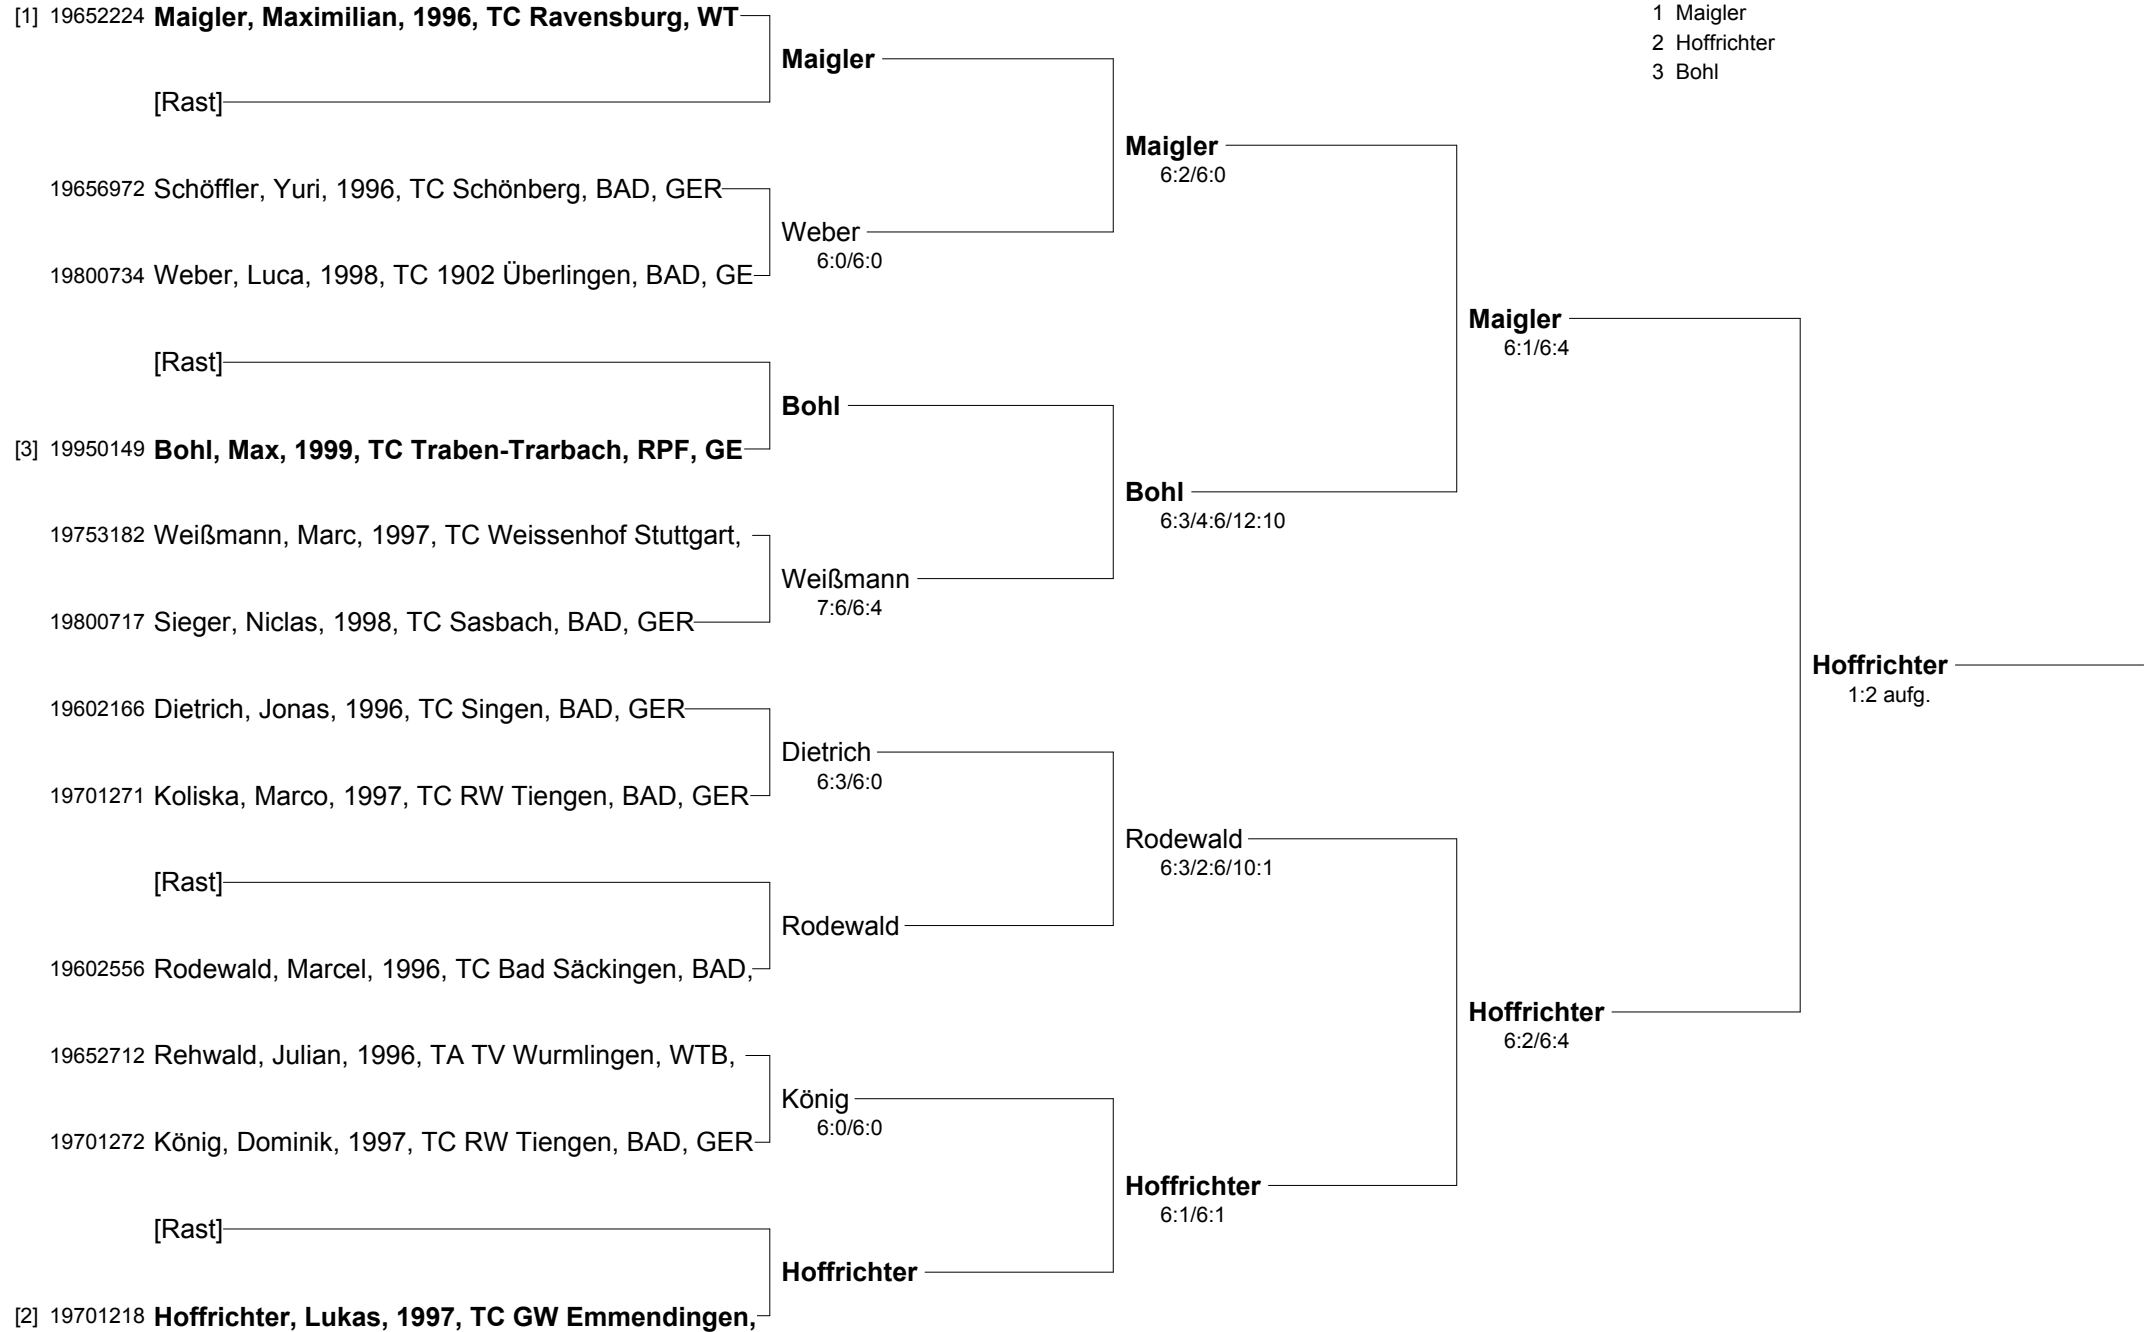 [1] 19652224 Maigler, Maximilian, 1996, TC Ravensburg, WT
[Rast]
19656972 Schöffler, Yuri, 1996, TC Schönberg, BAD, GER
19800734 Weber, Luca, 1998, TC 1902 Überlingen, BAD, GE
[Rast]
[3] 19950149 Bohl, Max, 1999, TC Traben-Trarbach, RPF, GE
19753182 Weißmann, Marc, 1997, TC Weissenhof Stuttgart,
19800717 Sieger, Niclas, 1998, TC Sasbach, BAD, GER
19602166 Dietrich, Jonas, 1996, TC Singen, BAD, GER
19701271 Koliska, Marco, 1997, TC RW Tiengen, BAD, GER
[Rast]
19602556 Rodewald, Marcel, 1996, TC Bad Säckingen, BAD,
19652712 Rehwald, Julian, 1996, TA TV Wurmlingen, WTB,
19701272 König, Dominik, 1997, TC RW Tiengen, BAD, GER
[Rast]
[2] 19701218 Hoffrichter, Lukas, 1997, TC GW Emmendingen,
Maigler
Weber
6:0/6:0
Bohl
Weißmann
7:6/6:4
Dietrich
6:3/6:0
Rodewald
König
6:0/6:0
Hoffrichter
Maigler
6:2/6:0
Bohl
6:3/4:6/12:10
Rodewald
6:3/2:6/10:1
Hoffrichter
6:1/6:1
Maigler
6:1/6:4
Hoffrichter
6:2/6:4
Hoffrichter
1:2 aufg.
1 Maigler
2 Hoffrichter
3 Bohl